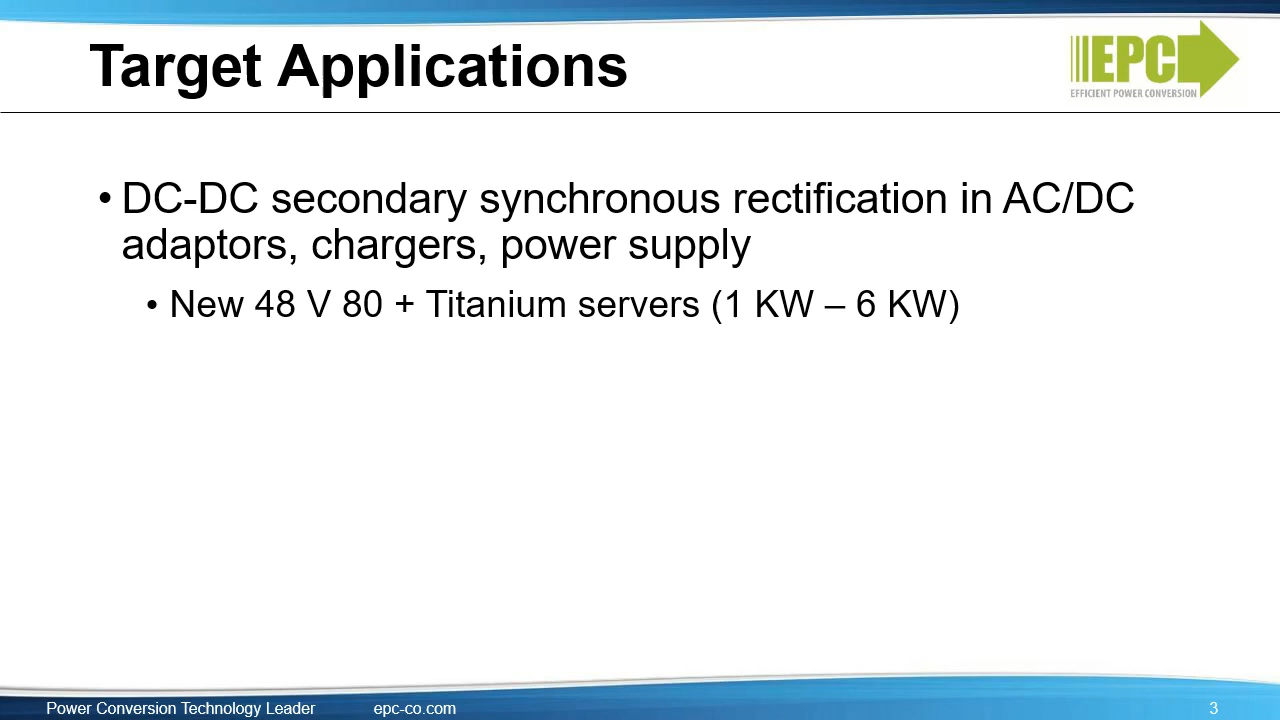 Target Applications
EPC
EFFICIENT POWER CONVERSION
• DC-DC secondary synchronous rectification in AC/DC
adaptors, chargers, power supply
• New 48 V 80 + Titanium servers (1 KW – 6 KW)
Power Conversion Technology Leader epc-co.com 3